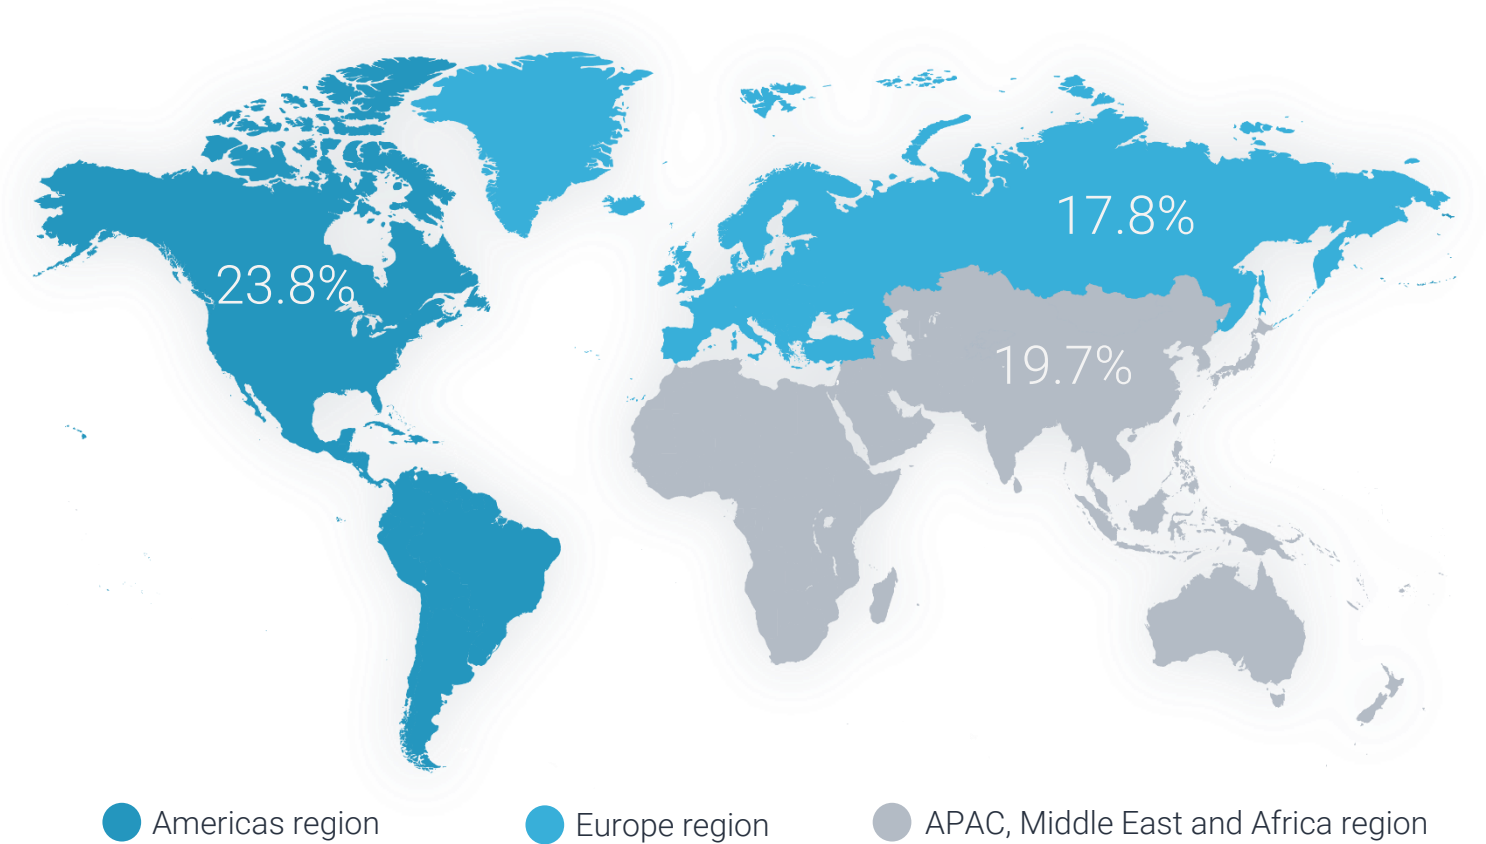 17.8%
23.8%
19.7%
Americas region
Europe region
APAC, Middle East and Africa region